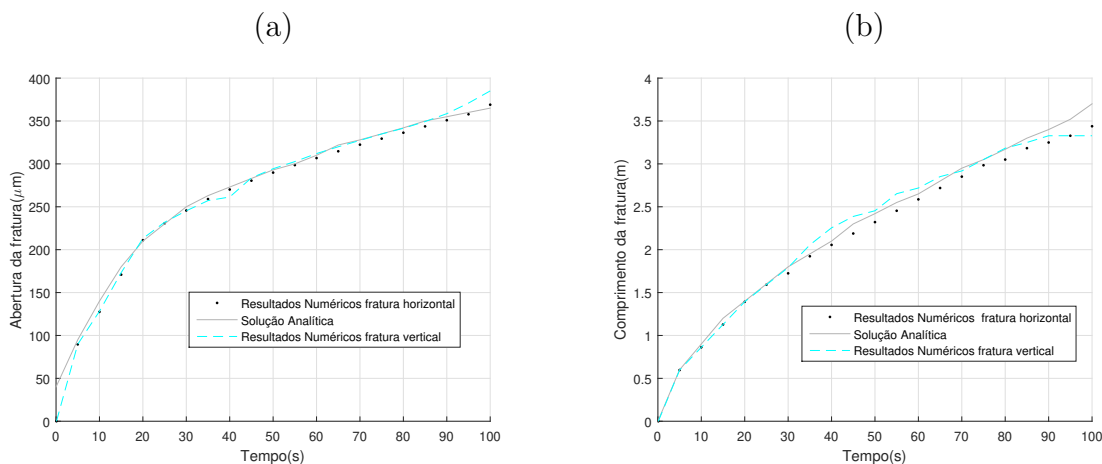 (a)
400
350
300
250
200
150
100
50
0
Abertura da fratura(μm)
Resultados Numéricos fratura horizontal
Solução Analítica
Resultados Numéricos fratura vertical
0 10 20 30 40 50 60 70 80 90 100
Tempo(s)
(b)
4
3.5
3
2.5
2
1.5
1
0.5
0
Comprimento da fratura(m)
Resultados Numéricos fratura horizontal
Solução Analítica
Resultados Numéricos fratura vertical
0 10 20 30 40 50 60 70 80 90 100
Tempo(s)